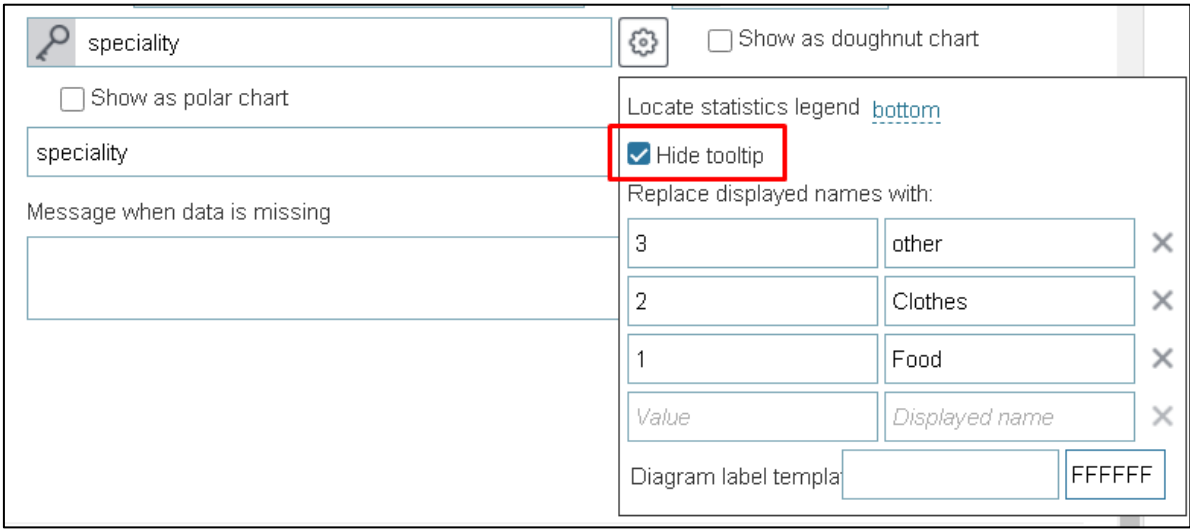 speciality
Show as doughnut chart
Show as polar chart
Locate statistics legend bottom
speciality
Hide tooltip
Replace displayed names with:
Message when data is missing
3 other
2 Clothes
1 Food
Value Displayed name
Diagram label templa
FFFFFF